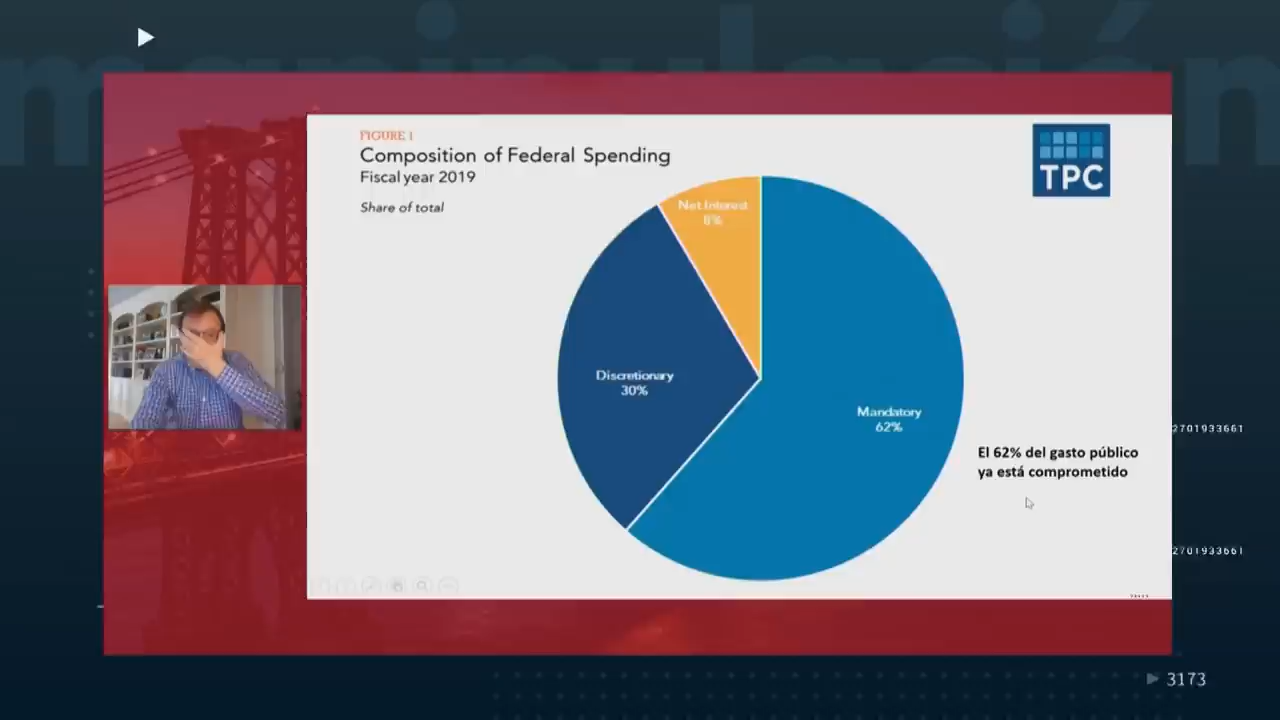 manipulación
FIGURE 1
Composition of Federal Spending
Fiscal year 2019
Share of total
TPC
Net Interest
8%
Discretionary
30%
Mandatory
62%
El 62% del gasto público
ya está comprometido
2701933661
2701933661
3173